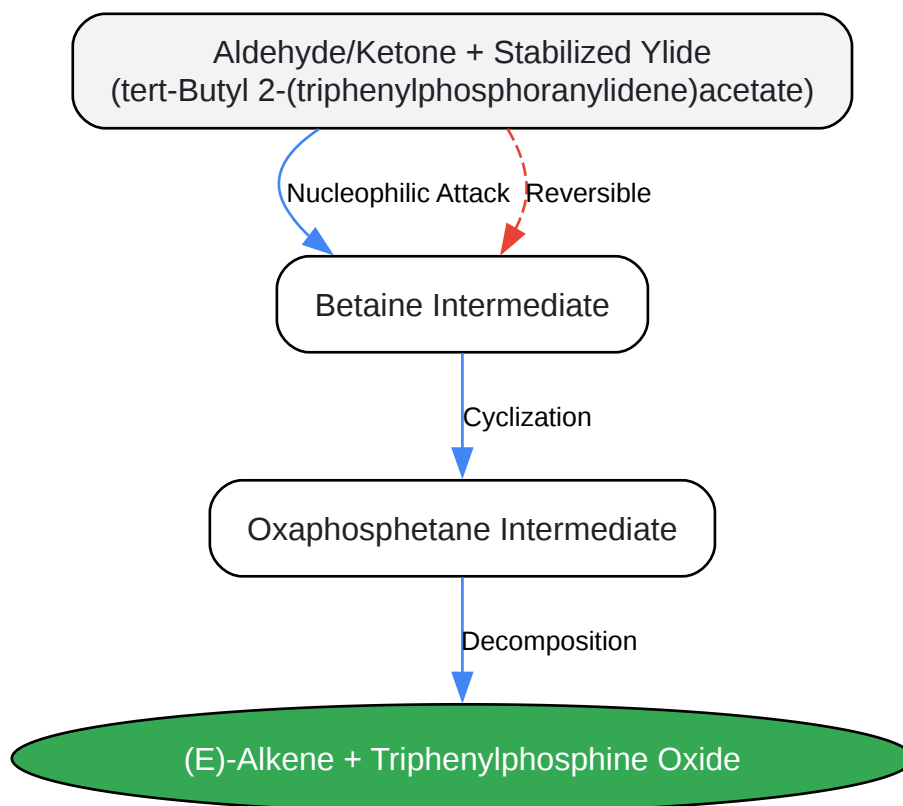 Aldehyde/Ketone + Stabilized Ylide
(tert-Butyl 2-(triphenylphosphoranylidene)acetate)
Nucleophilic Attack
Reversible
Betaine Intermediate
Cyclization
Oxaphosphetane Intermediate
Decomposition
(E)-Alkene + Triphenylphosphine Oxide